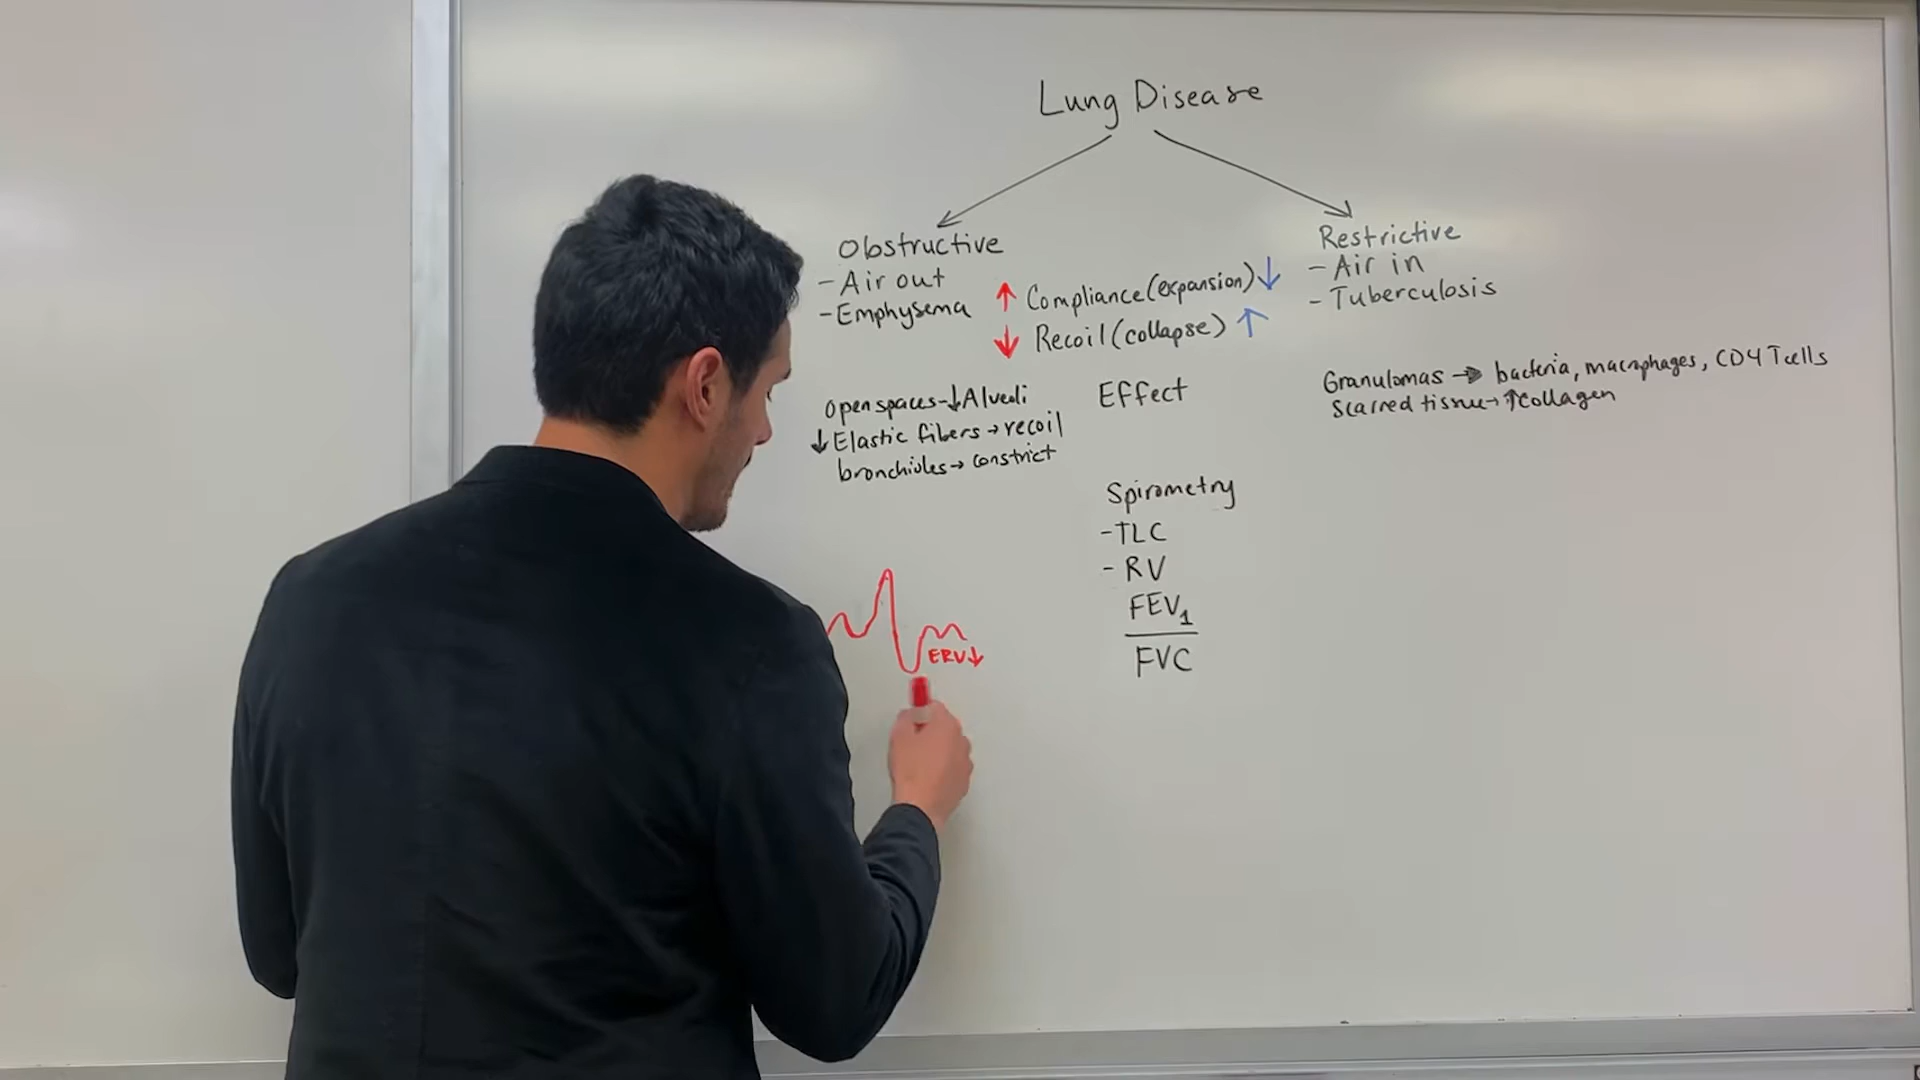 Lung Disease
Obstructive
- Air out
- Emphysema
↑ Compliance (expansion) ↓
↓ Recoil (collapse) ↑
Restrictive
- Air in
- Tuberculosis
Open spaces - ↓ Alveoli
↓ Elastic fibers → recoil
bronchioles → constrict
Effect
Granulomas → bacteria, macrophages, CD4 T cells
Scarred tissue → ↑ collagen
Spirometry
- TLC
- RV
FEV₁
FVC
ERV↓